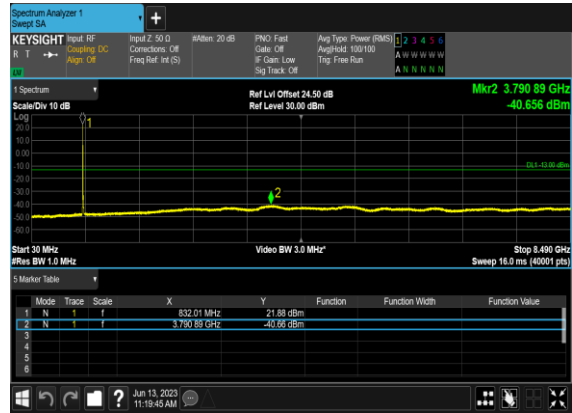 Spectrum Analyzer 1
Swept SA
KEYSIGHT Input: RF Input Z: 50 Ω #Atten: 20 dB PNO: Fast Avg Type: Power (RMS) 1 2 3 4 5 6
R T Coupling: DC Corrections: Off Gate: Off Avg|Hold: 100/100 A W W W W W
Align: Off Freq Ref: Int (S) IF Gain: Low Trig: Free Run
Sig Track: Off A N N N N N
1 Spectrum Ref Lvl Offset 24.50 dB Mkr2 3.790 89 GHz
Scale/Div 10 dB Ref Level 30.00 dBm -40.656 dBm
Log
20.0 1
10.0
0.00
-10.0 DL1 -13.00 dBm
-20.0
-30.0 2
-40.0
-50.0
-60.0
Start 30 MHz Video BW 3.0 MHz* Stop 8.490 GHz
#Res BW 1.0 MHz Sweep 16.0 ms (40001 pts)
5 Marker Table
Mode Trace Scale X Y Function Function Width Function Value
1 N 1 f 832.01 MHz 21.88 dBm
2 N 1 f 3.790 89 GHz -40.66 dBm
3
4
5
6
? Jun 13, 2023
11:19:45 AM